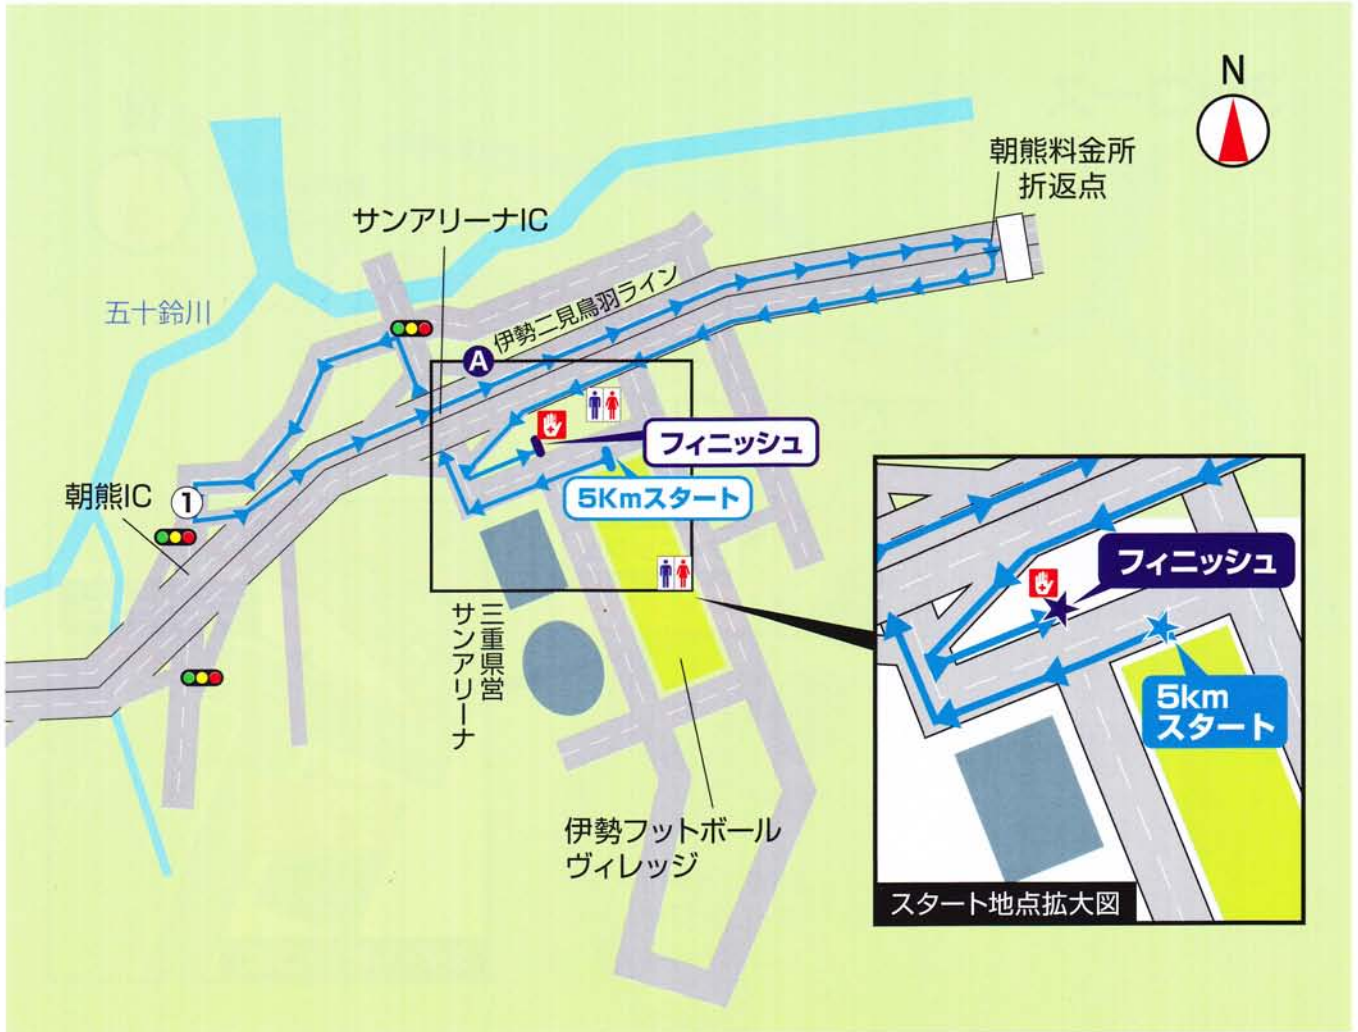 N
朝熊料金所
折返点
サンアリーナIC
五十鈴川
伊勢二見鳥羽ライン
A
フィニッシュ
5Kmスタート
朝熊IC
1
三重県営
サンアリーナ
伊勢フットボール
ヴィレッジ
フィニッシュ
5km
スタート
スタート地点拡大図